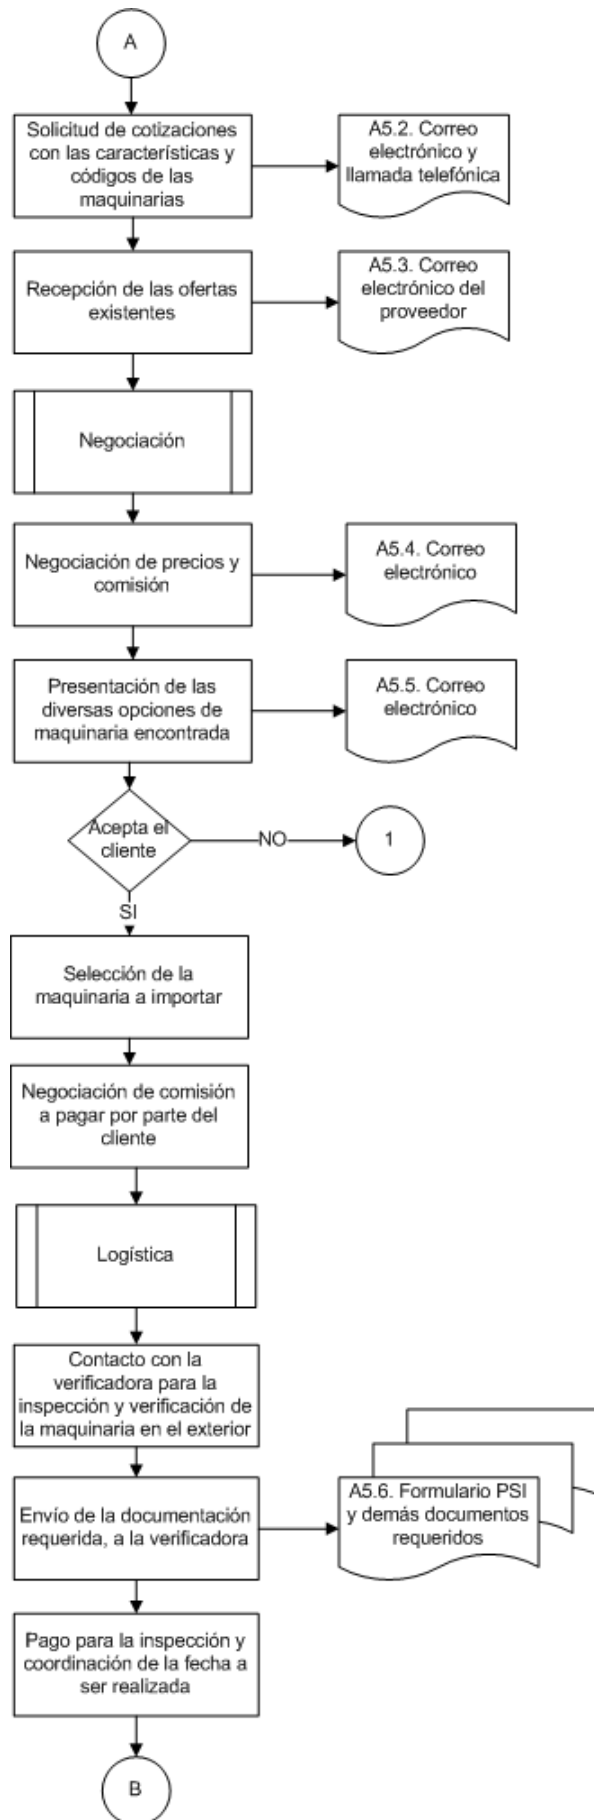 A
Solicitud de cotizaciones
con las características y
códigos de las
maquinarias
A5.2. Correo
electrónico y
llamada telefónica
Recepción de las ofertas
existentes
A5.3. Correo
electrónico del
proveedor
Negociación
Negociación de precios y
comisión
A5.4. Correo
electrónico
Presentación de las
diversas opciones de
maquinaria encontrada
A5.5. Correo
electrónico
Acepta el
cliente
NO
1
SI
Selección de la
maquinaria a importar
Negociación de comisión
a pagar por parte del
cliente
Logística
Contacto con la
verificadora para la
inspección y verificación de
la maquinaria en el exterior
Envío de la documentación
requerida, a la verificadora
A5.6. Formulario PSI
y demás documentos
requeridos
Pago para la inspección y
coordinación de la fecha a
ser realizada
B